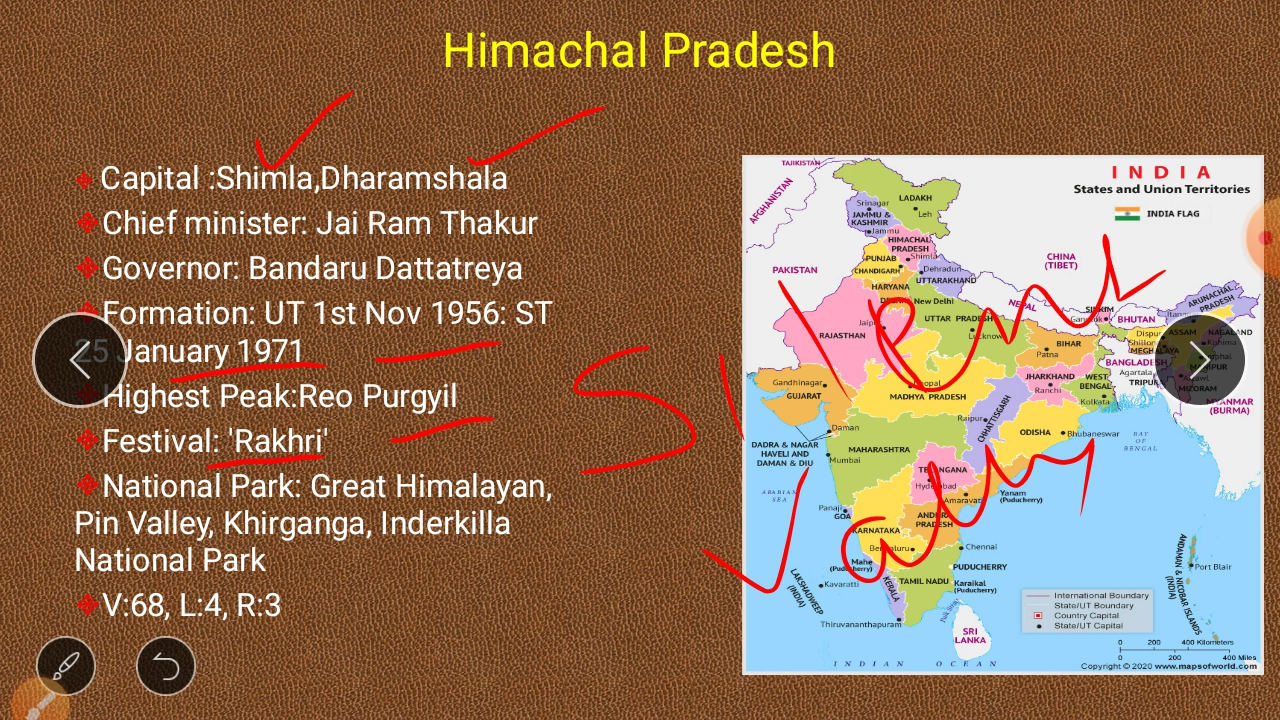 Himachal Pradesh
Capital :Shimla,Dharamshala
Chief minister: Jai Ram Thakur
Governor: Bandaru Dattatreya
Formation: UT 1st Nov 1956: ST
25 January 1971
Highest Peak:Reo Purgyil
Festival: 'Rakhri'
National Park: Great Himalayan,
Pin Valley, Khirganga, Inderkilla
National Park
V:68, L:4, R:3
INDIA
States and Union Territories
INDIA FLAG
TAJIKISTAN
AFGHANISTAN
PAKISTAN
CHINA
(TIBET)
LADAKH
Leh
Srinagar
JAMMU &
KASHMIR
Jammu
HIMACHAL
PRADESH
Shimla
PUNJAB
CHANDIGARH
Dehradun
UTTARAKHAND
HARYANA
New Delhi
NEPAL
ARUNACHAL
PRADESH
BHUTAN
RAJASTHAN
UTTAR PRADESH
Lucknow
ASSAM
NAGALAND
BIHAR
Patna
MEGHALAYA
BANGLADESH
Agartala
Gandhinagar
GUJARAT
MADHYA PRADESH
JHARKHAND
Ranchi
WEST
BENGAL
Kolkata
MIZORAM
MYANMAR
(BURMA)
Raipur
CHHATTISGARH
Daman
DADRA & NAGAR
HAVELI AND
DAMAN & DIU
Mumbai
MAHARASHTRA
ODISHA
Bhubaneswar
BAY
OF
BENGAL
ARABIAN
SEA
TELANGANA
Hyderabad
Amaravati
Yanam
(Puducherry)
Panaji
GOA
KARNATAKA
ANDHRA
PRADESH
Bengaluru
Chennai
Mahe
(Puducherry)
PUDUCHERRY
LAKSHADWEEP
(INDIA)
Kavaratti
KERALA
TAMIL NADU
Karaikal
(Puducherry)
Thiruvananthapuram
SRI
LANKA
ANDAMAN & NICOBAR ISLANDS
(INDIA)
Port Blair
INDIAN OCEAN
International Boundary
State/UT Boundary
Country Capital
State/UT Capital
0 200 400 Kilometers
0 200 400 Miles
Copyright © 2020 www.mapsofworld.com